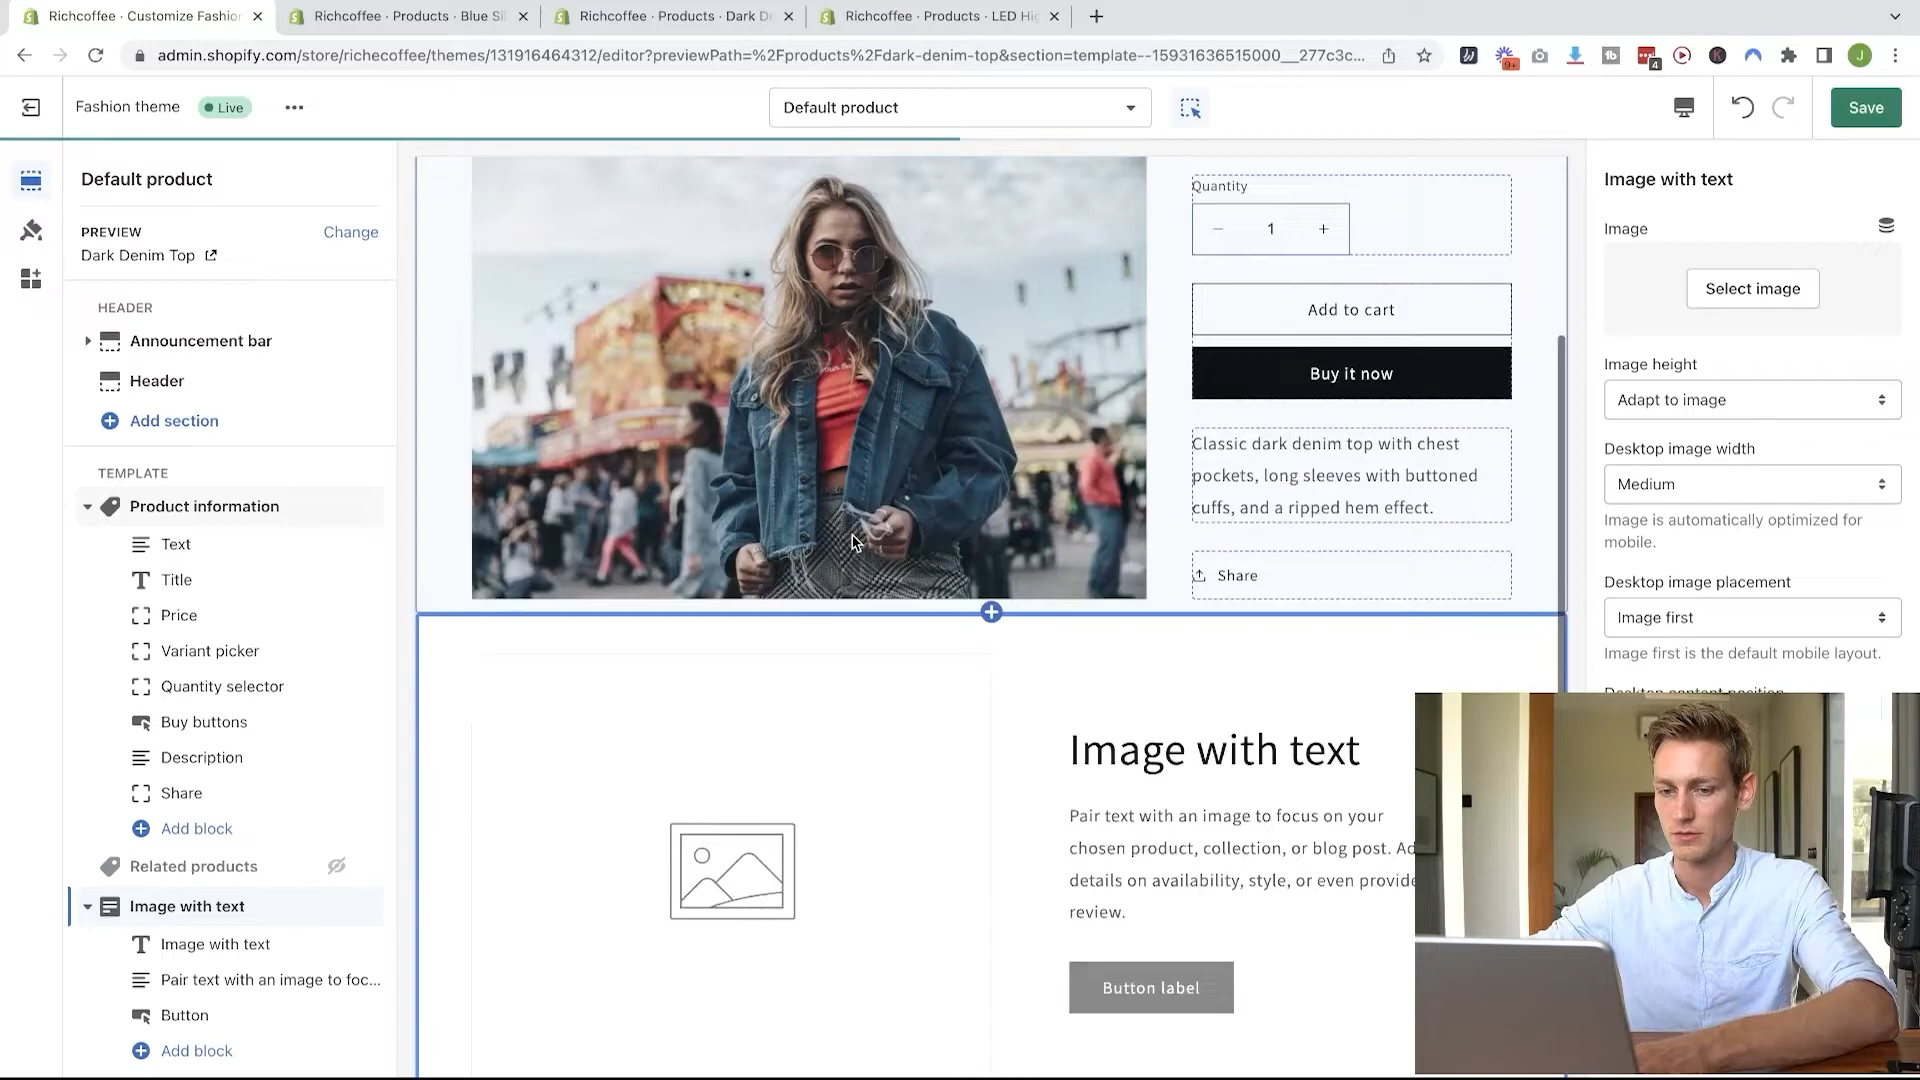 Richcoffee · Customize Fashion
Richcoffee · Products · Blue Sil
Richcoffee · Products · Dark D
Richcoffee · Products · LED Hi
admin.shopify.com/store/richecoffee/themes/131916464312/editor?previewPath=%2Fproducts%2Fdark-denim-top&section=template--15931636515000__277c3c...
9+
tb
4
K
J
Fashion theme
Live
Default product
Save
Default product
PREVIEW
Change
Dark Denim Top
HEADER
Announcement bar
Header
Add section
TEMPLATE
Product information
Text
Title
Price
Variant picker
Quantity selector
Buy buttons
Description
Share
Add block
Related products
Image with text
Image with text
Pair text with an image to foc...
Button
Add block
Quantity
1
Add to cart
Buy it now
Classic dark denim top with chest
pockets, long sleeves with buttoned
cuffs, and a ripped hem effect.
Share
Image with text
Pair text with an image to focus on your
chosen product, collection, or blog post. Ad
details on availability, style, or even provide
review.
Button label
Image with text
Image
Select image
Image height
Adapt to image
Desktop image width
Medium
Image is automatically optimized for
mobile.
Desktop image placement
Image first
Image first is the default mobile layout.